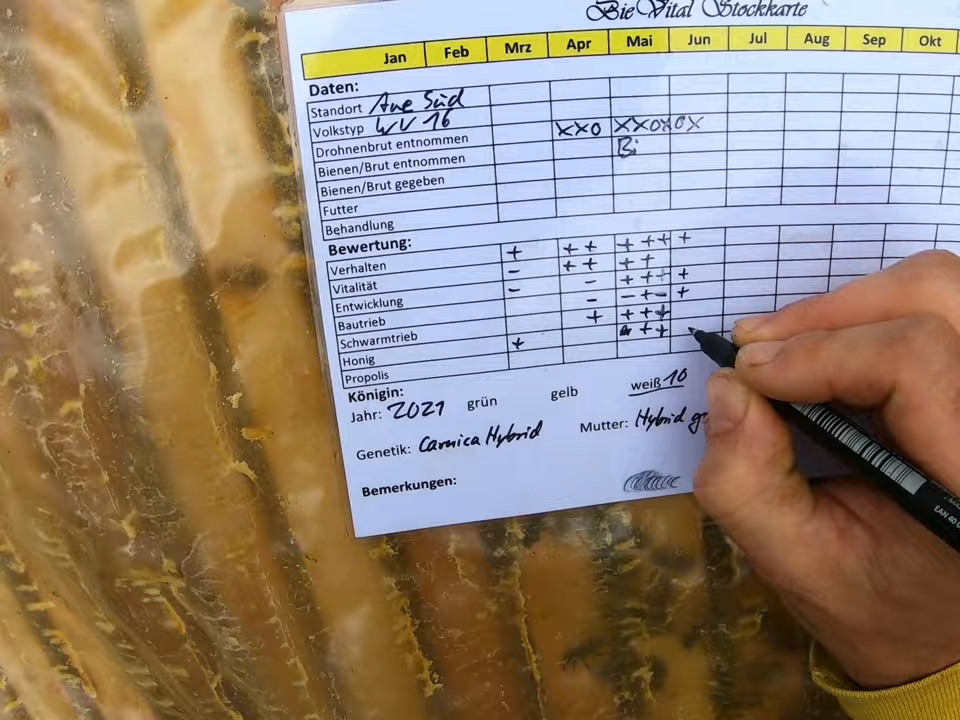 Bie Vital Stockkarte
Jan Feb Mrz Apr Mai Jun Jul Aug Sep Okt
Daten:
Standort Aue Süd
Volkstyp WV 16
Drohnenbrut entnommen XXO XXOXOX
Bienen/Brut entnommen Bi
Bienen/Brut gegeben
Futter
Behandlung
Bewertung:
Verhalten + + + + + + +
Vitalität - + + + +
Entwicklung - - + + + +
Bautrieb - - + - +
Schwarmtrieb + + + +
Honig + + +
Propolis
Königin:
Jahr: 2021 grün gelb weiß 10
Genetik: Carnica Hybrid Mutter: Hybrid
Bemerkungen: